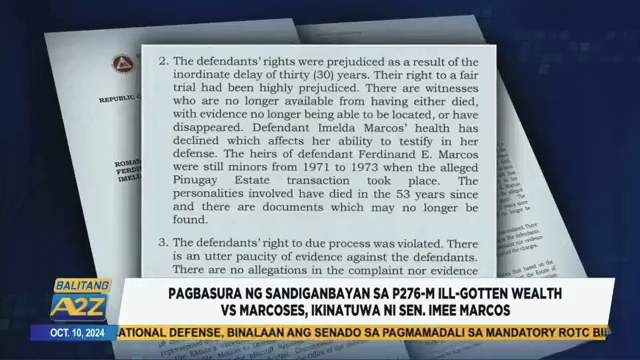 REPUBLIC
ROMAN
FERDIN
IMELD
2. The defendants' rights were prejudiced as a result of the
inordinate delay of thirty (30) years. Their right to a fair
trial had been highly prejudiced. There are witnesses
who are no longer available from having either died,
with evidence no longer being able to be located, or have
disappeared. Defendant Imelda Marcos' health has
declined which affects her ability to testify in her
defense. The heirs of defendant Ferdinand E. Marcos
were still minors from 1971 to 1973 when the alleged
Pinugay Estate transaction took place. The
personalities involved have died in the 53 years since
and there are documents which may no longer be
found.
3. The defendants' right to due process was violated. There
is an utter paucity of evidence against the defendants.
There are no allegations in the complaint nor evidence
BALITANG
A2Z
PAGBASURA NG SANDIGANBAYAN SA P276-M ILL-GOTTEN WEALTH
VS MARCOSES, IKINATUWA NI SEN. IMEE MARCOS
OCT. 10, 2024
ATIONAL DEFENSE, BINALAAN ANG SENADO SA PAGMAMADALI SA MANDATORY ROTC BIL